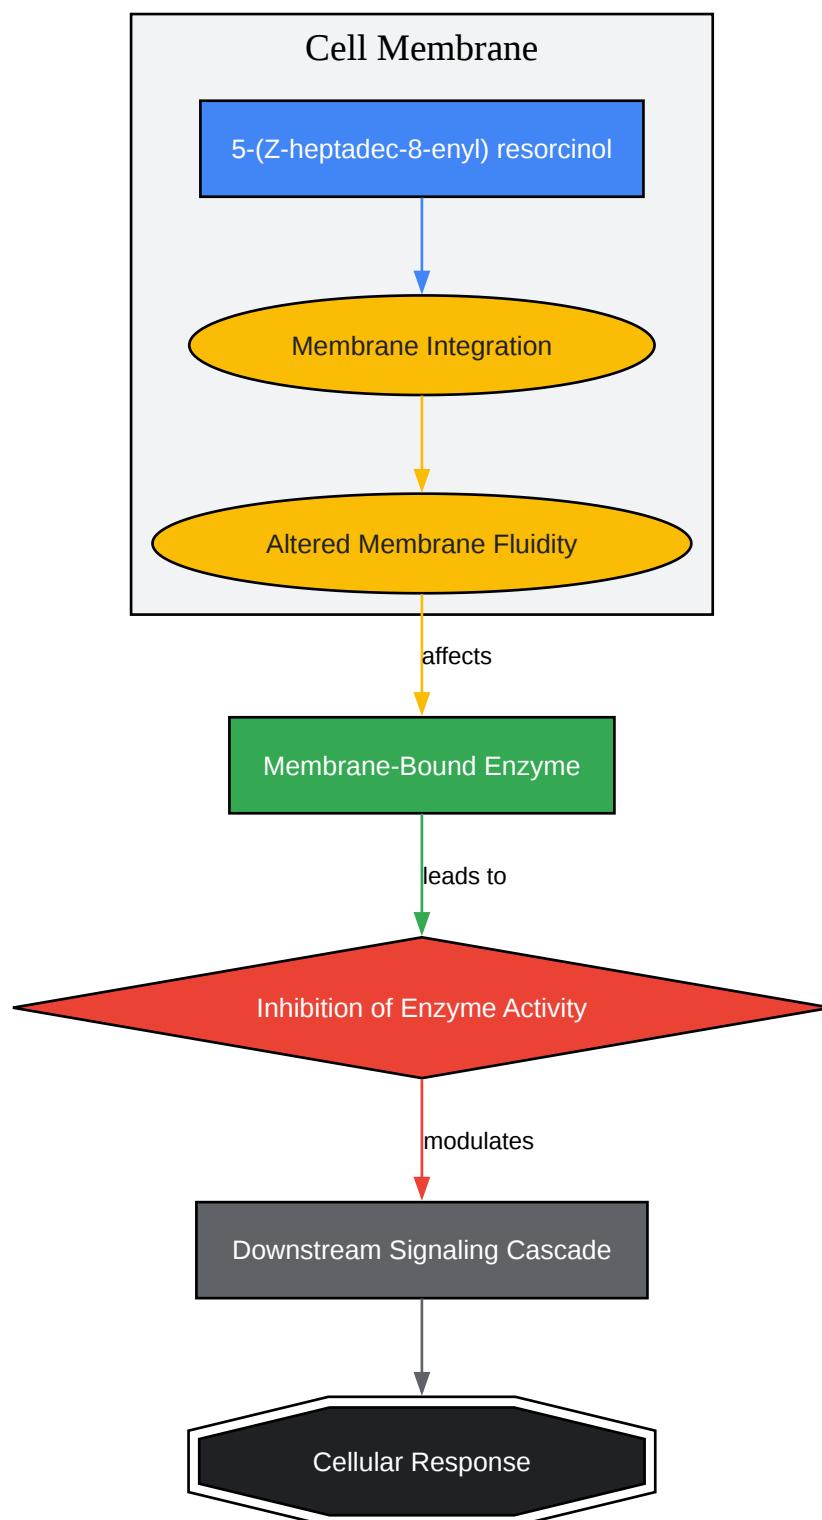 Cell Membrane
5-(Z-heptadec-8-enyl) resorcinol
Membrane Integration
Altered Membrane Fluidity
affects
Membrane-Bound Enzyme
leads to
Inhibition of Enzyme Activity
modulates
Downstream Signaling Cascade
Cellular Response